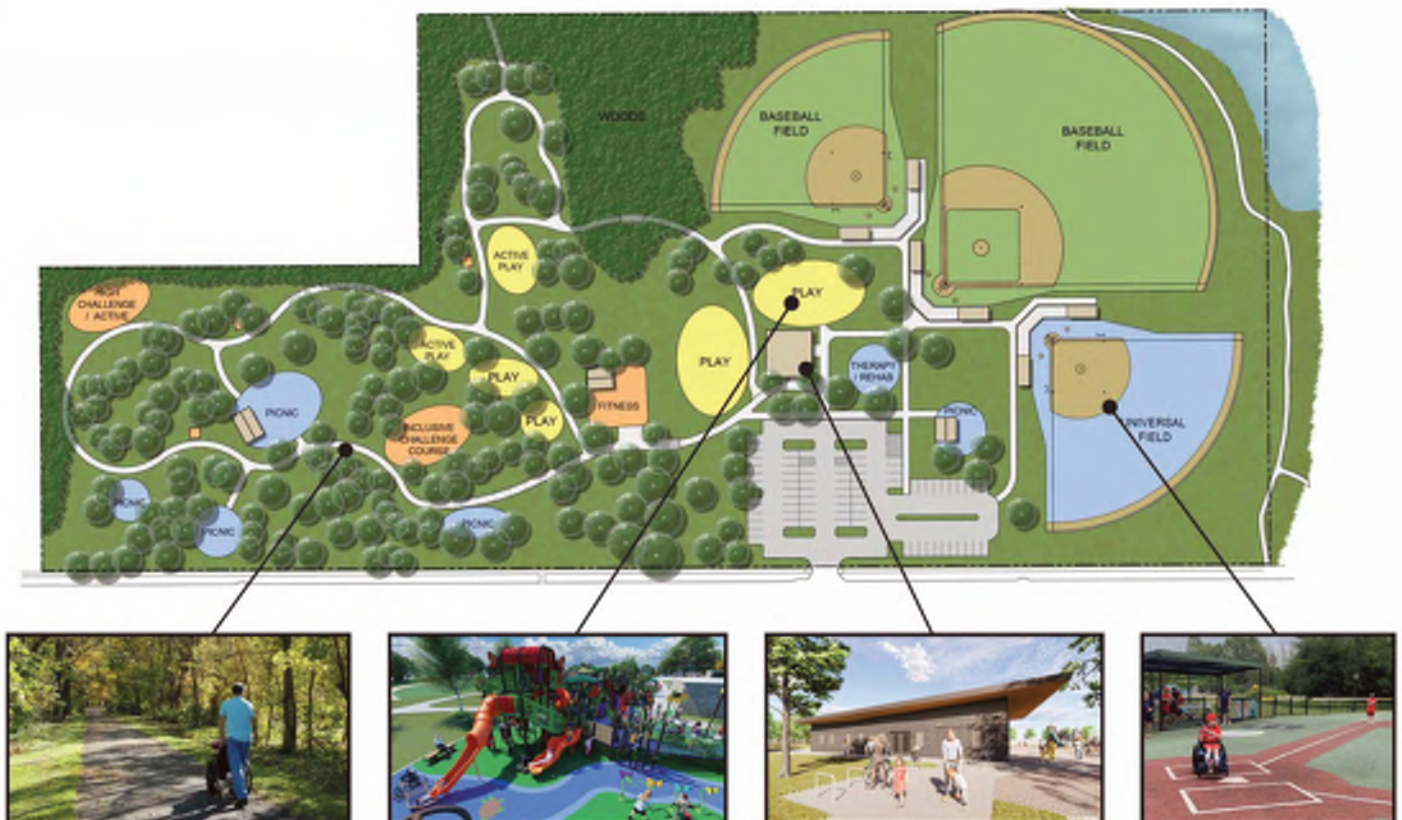 WOODS
BASEBALL
FIELD
BASEBALL
FIELD
ACTIVE
PLAY
HIGH
CHALLENGE
/ ACTIVE
PLAY
ACTIVE
PLAY
PLAY
PLAY
THERAPY
/ REHAB
PICNIC
FITNESS
PICNIC
UNIVERSAL
FIELD
PLAY
INCLUSIVE
CHALLENGE
COURSE
PICNIC
PICNIC
PICNIC